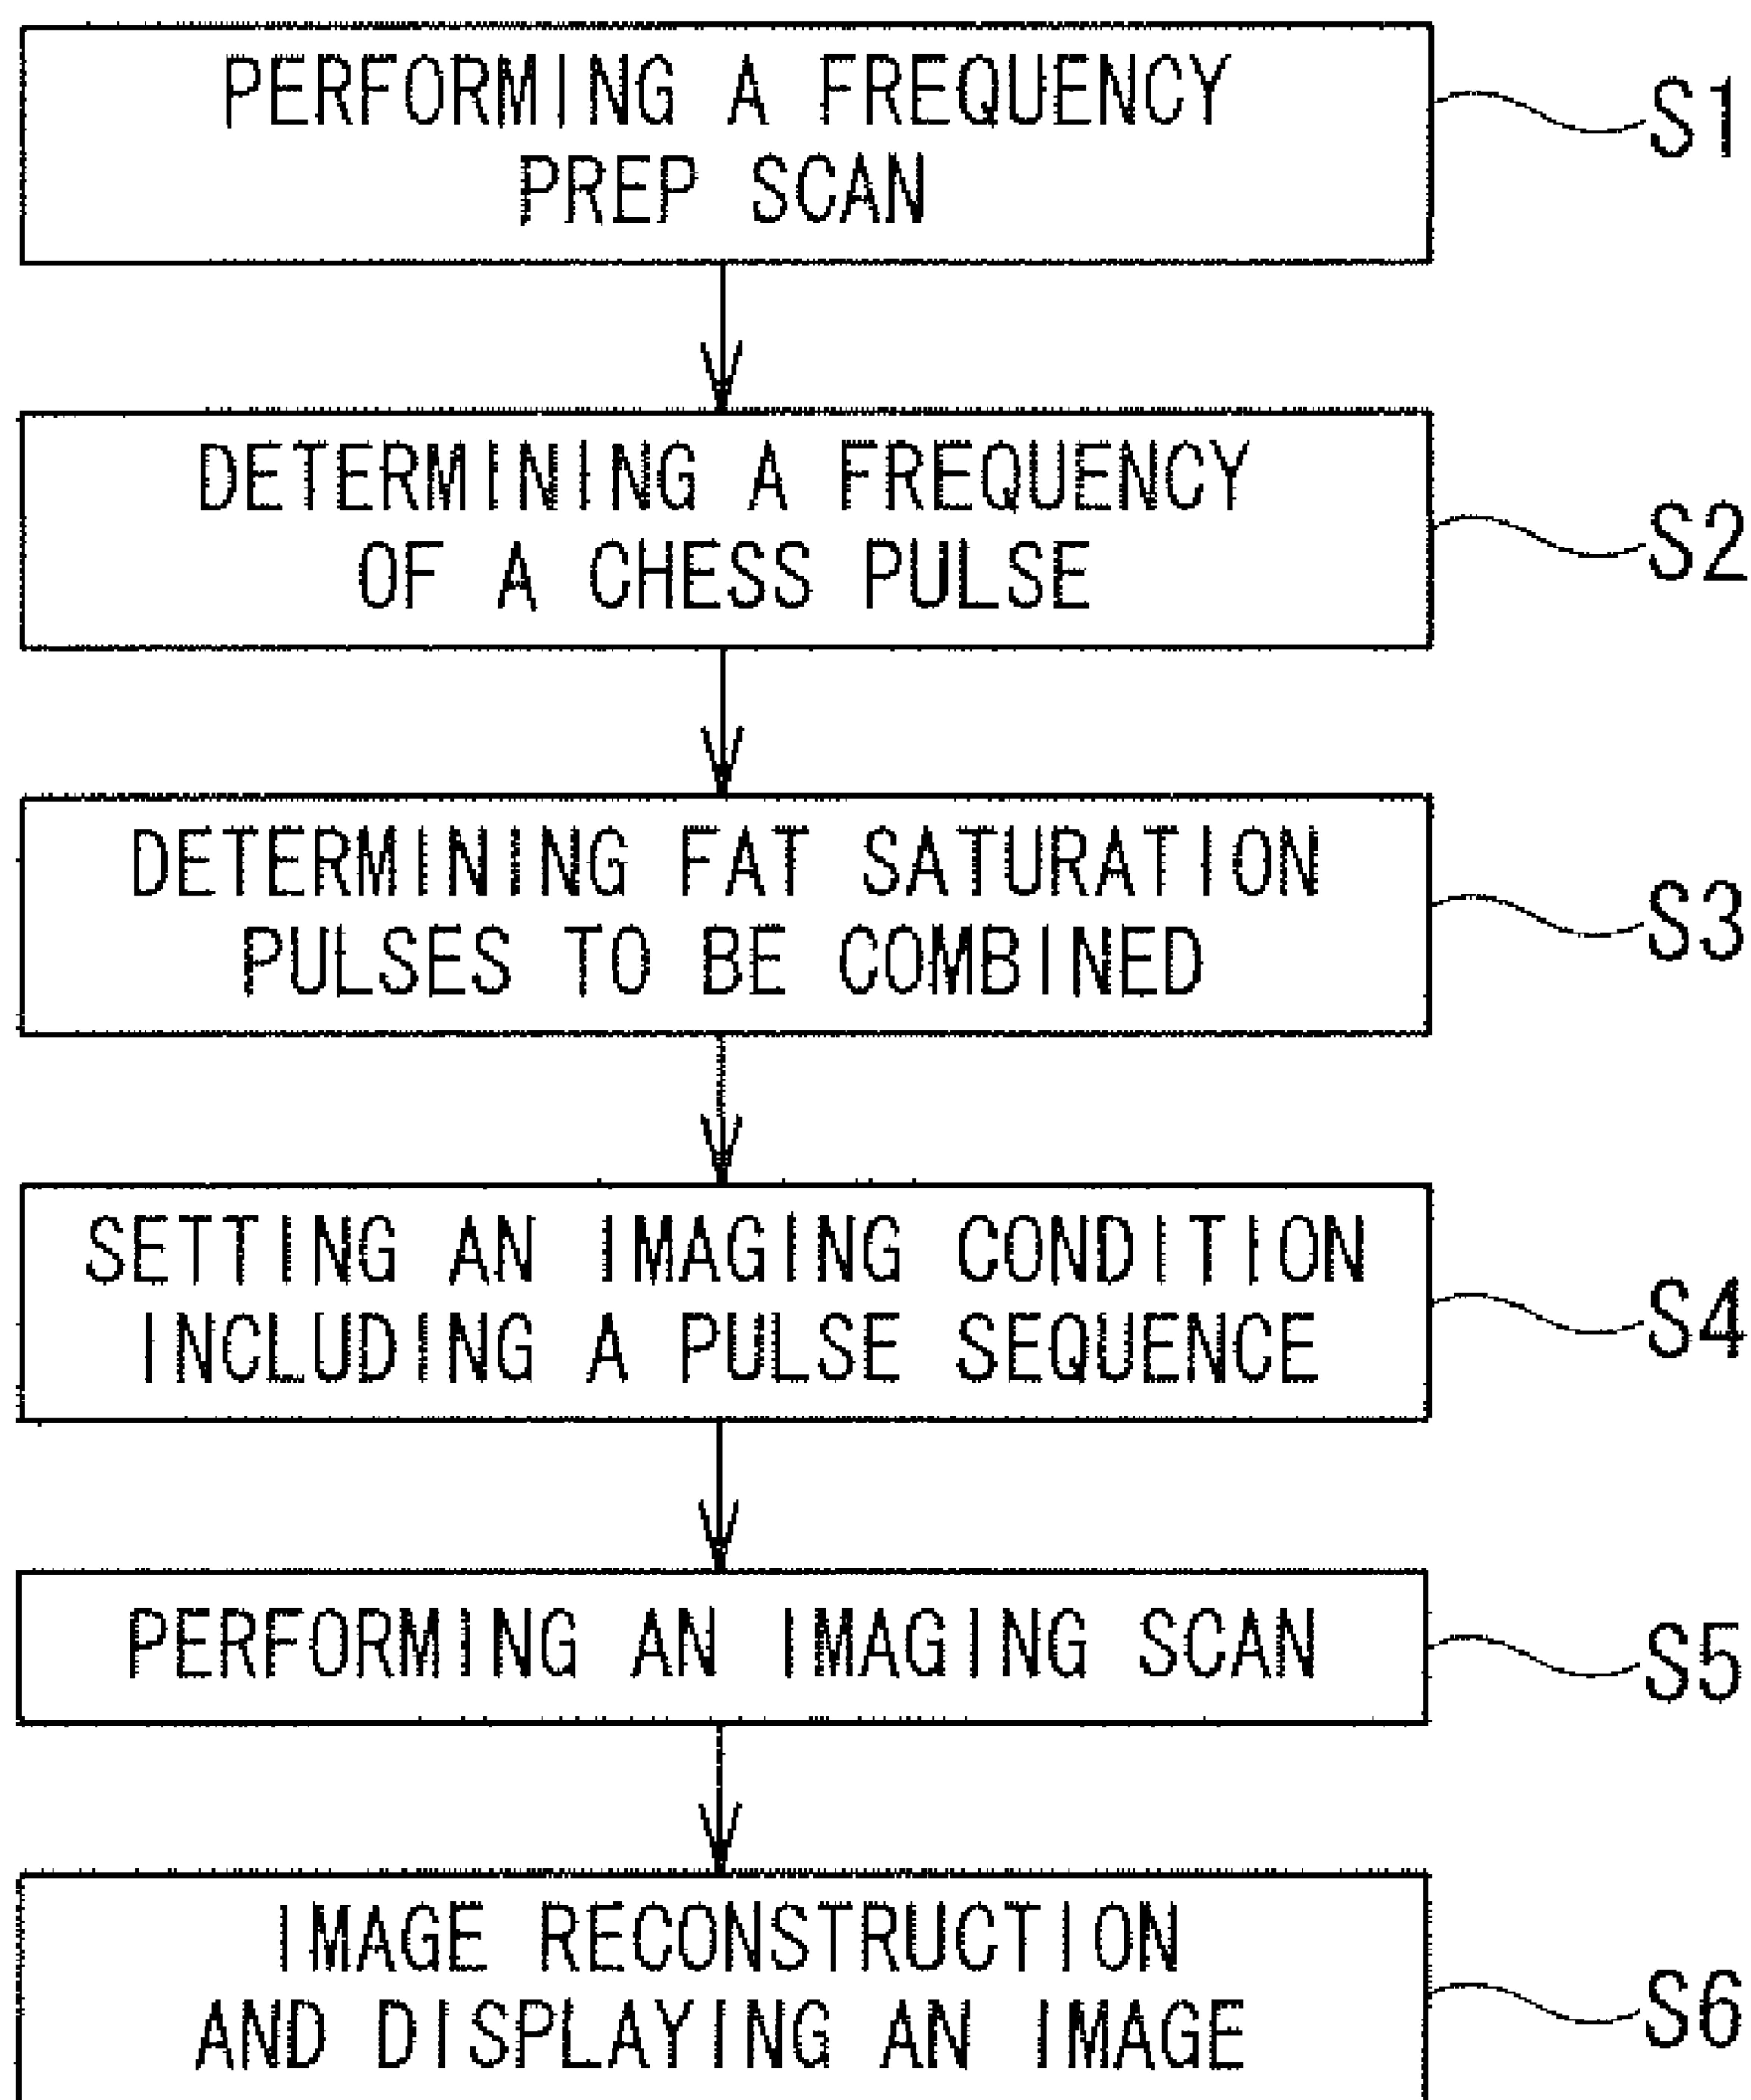 PERFORMING A FREQUENCY
PREP SCAN
S1
DETERMINING A FREQUENCY
OF A CHESS PULSE
S2
DETERMINING FAT SATURATION
PULSES TO BE COMBINED
S3
SETTING AN IMAGING CONDITION
INCLUDING A PULSE SEQUENCE
S4
PERFORMING AN IMAGING SCAN
S5
IMAGE RECONSTRUCTION
AND DISPLAYING AN IMAGE
S6